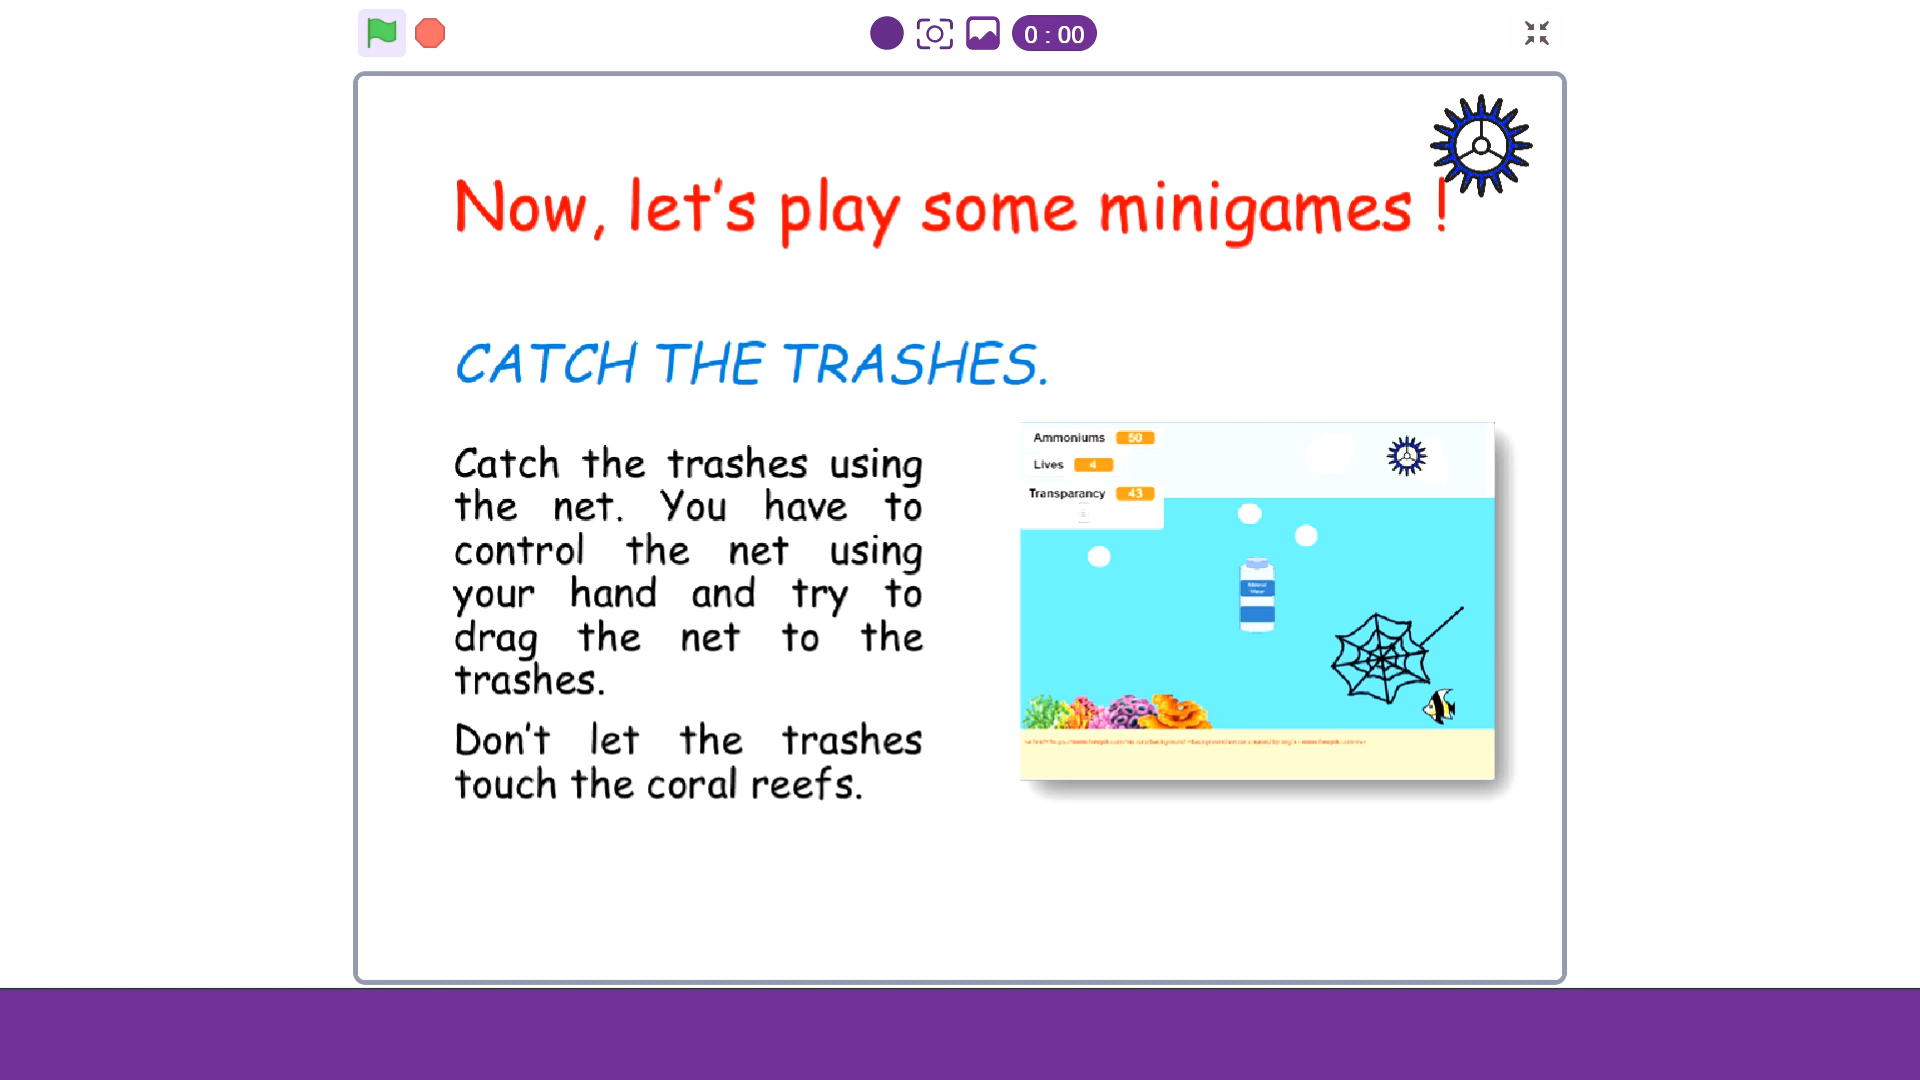 0 : 00
Now, let's play some minigames !
CATCH THE TRASHES.
Catch the trashes using
the net. You have to
control the net using
your hand and try to
drag the net to the
trashes.
Don't let the trashes
touch the coral reefs.
Ammoniums 50
Lives 4
Transparancy 43